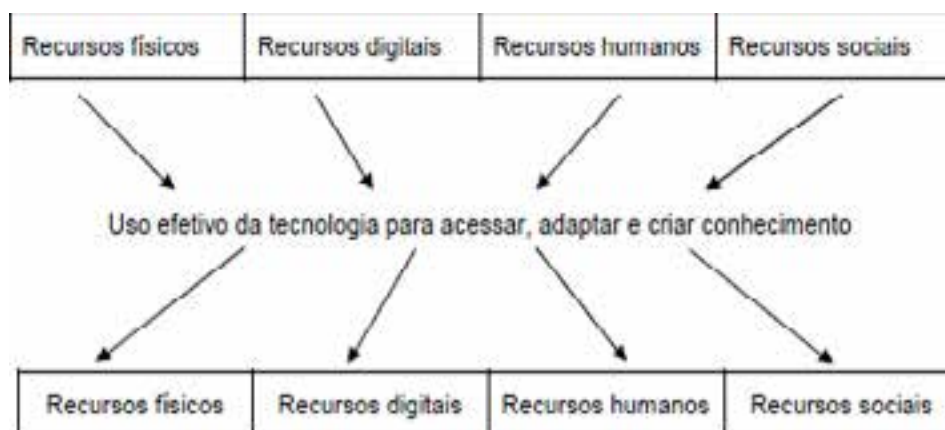 Recursos físicos Recursos digitais Recursos humanos Recursos sociais
Uso efetivo da tecnologia para acessar, adaptar e criar conhecimento
Recursos físicos Recursos digitais Recursos humanos Recursos sociais